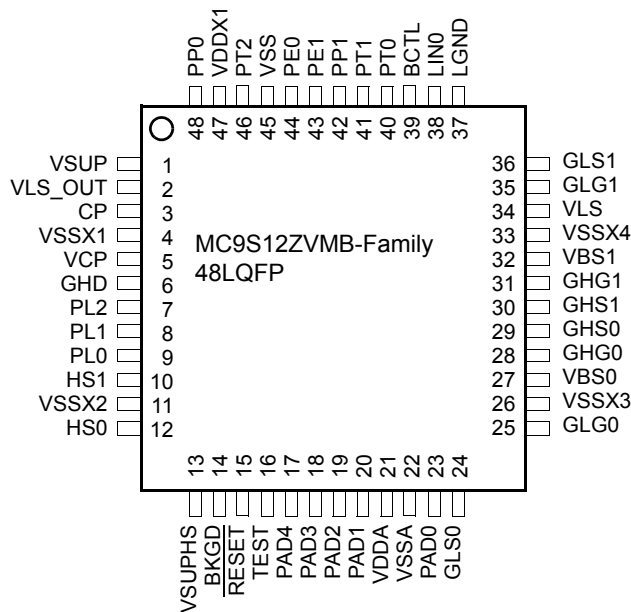 PP0
VDDX1
PT2
VSS
PE0
PE1
PP1
PT1
PT0
BCTL
LIN0
LGND
48
47
46
45
44
43
42
41
40
39
38
37
VSUP 1
VLS_OUT 2
CP 3
VSSX1 4
VCP 5
GHD 6
PL2 7
PL1 8
PL0 9
HS1 10
VSSX2 11
HS0 12
MC9S12ZVMB-Family
48LQFP
36 GLS1
35 GLG1
34 VLS
33 VSSX4
32 VBS1
31 GHG1
30 GHS1
29 GHS0
28 GHG0
27 VBS0
26 VSSX3
25 GLG0
13
14
15
16
17
18
19
20
21
22
23
24
VSUPHS
BKGD
RESET
TEST
PAD4
PAD3
PAD2
PAD1
VDDA
VSSA
PAD0
GLS0